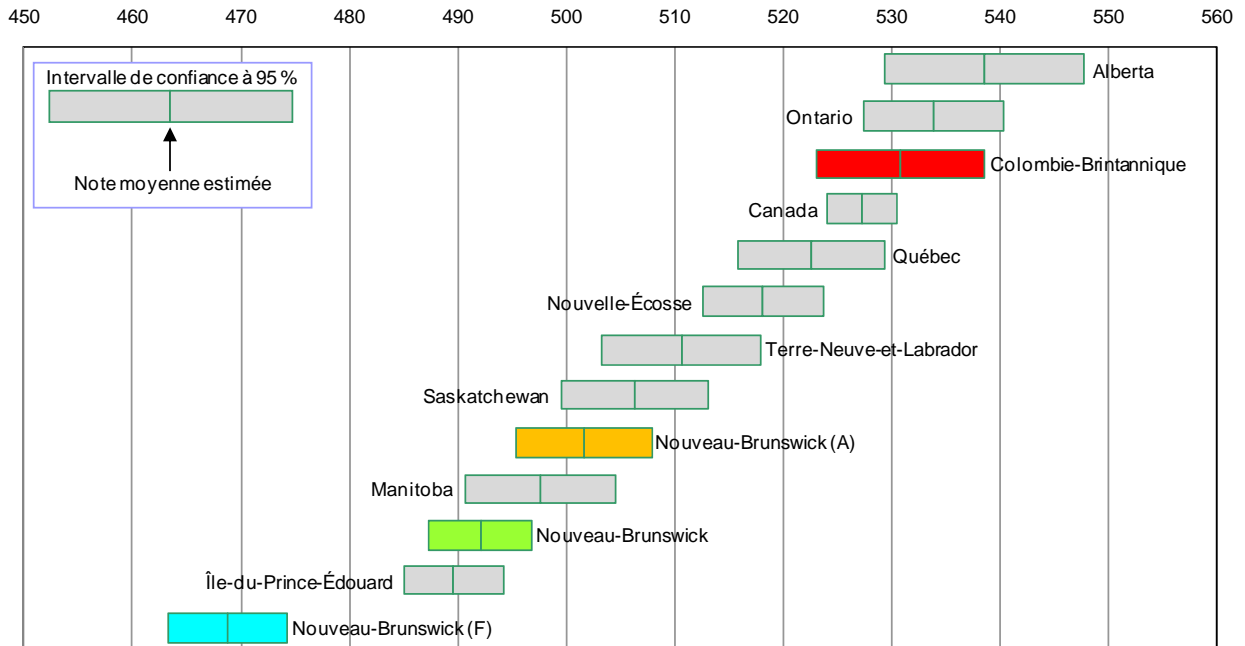 450 460 470 480 490 500 510 520 530 540 550 560
Intervalle de confiance à 95 %
Note moyenne estimée
Alberta
Ontario
Colombie-Brintannique
Canada
Québec
Nouvelle-Écosse
Terre-Neuve-et-Labrador
Saskatchewan
Nouveau-Brunswick (A)
Manitoba
Nouveau-Brunswick
Île-du-Prince-Édouard
Nouveau-Brunswick (F)